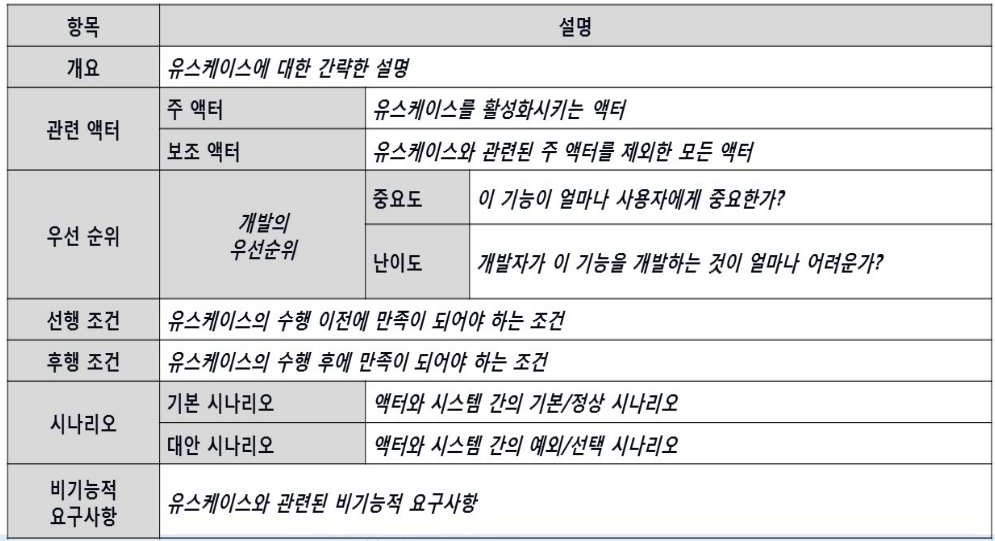 항목 설명
개요 유스케이스에 대한 간략한 설명
관련 액터
주 액터 유스케이스를 활성화시키는 액터
보조 액터 유스케이스와 관련된 주 액터를 제외한 모든 액터
우선 순위
개발의
우선순위
중요도 이 기능이 얼마나 사용자에게 중요한가?
난이도 개발자가 이 기능을 개발하는 것이 얼마나 어려운가?
선행 조건 유스케이스의 수행 이전에 만족이 되어야 하는 조건
후행 조건 유스케이스의 수행 후에 만족이 되어야 하는 조건
시나리오
기본 시나리오 액터와 시스템 간의 기본/정상 시나리오
대안 시나리오 액터와 시스템 간의 예외/선택 시나리오
비기능적
요구사항
유스케이스와 관련된 비기능적 요구사항